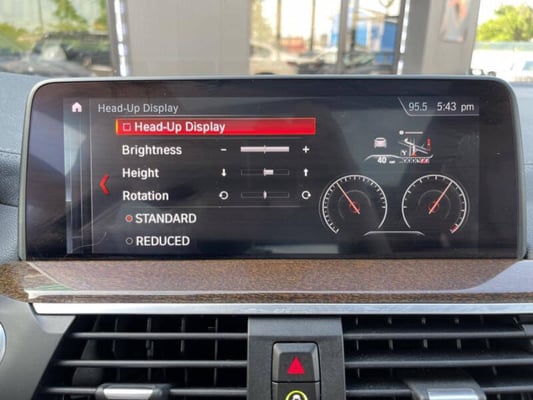 Head-Up Display
95.5 5:43 pm
Head-Up Display
Brightness - +
Height
40
Rotation
STANDARD
REDUCED